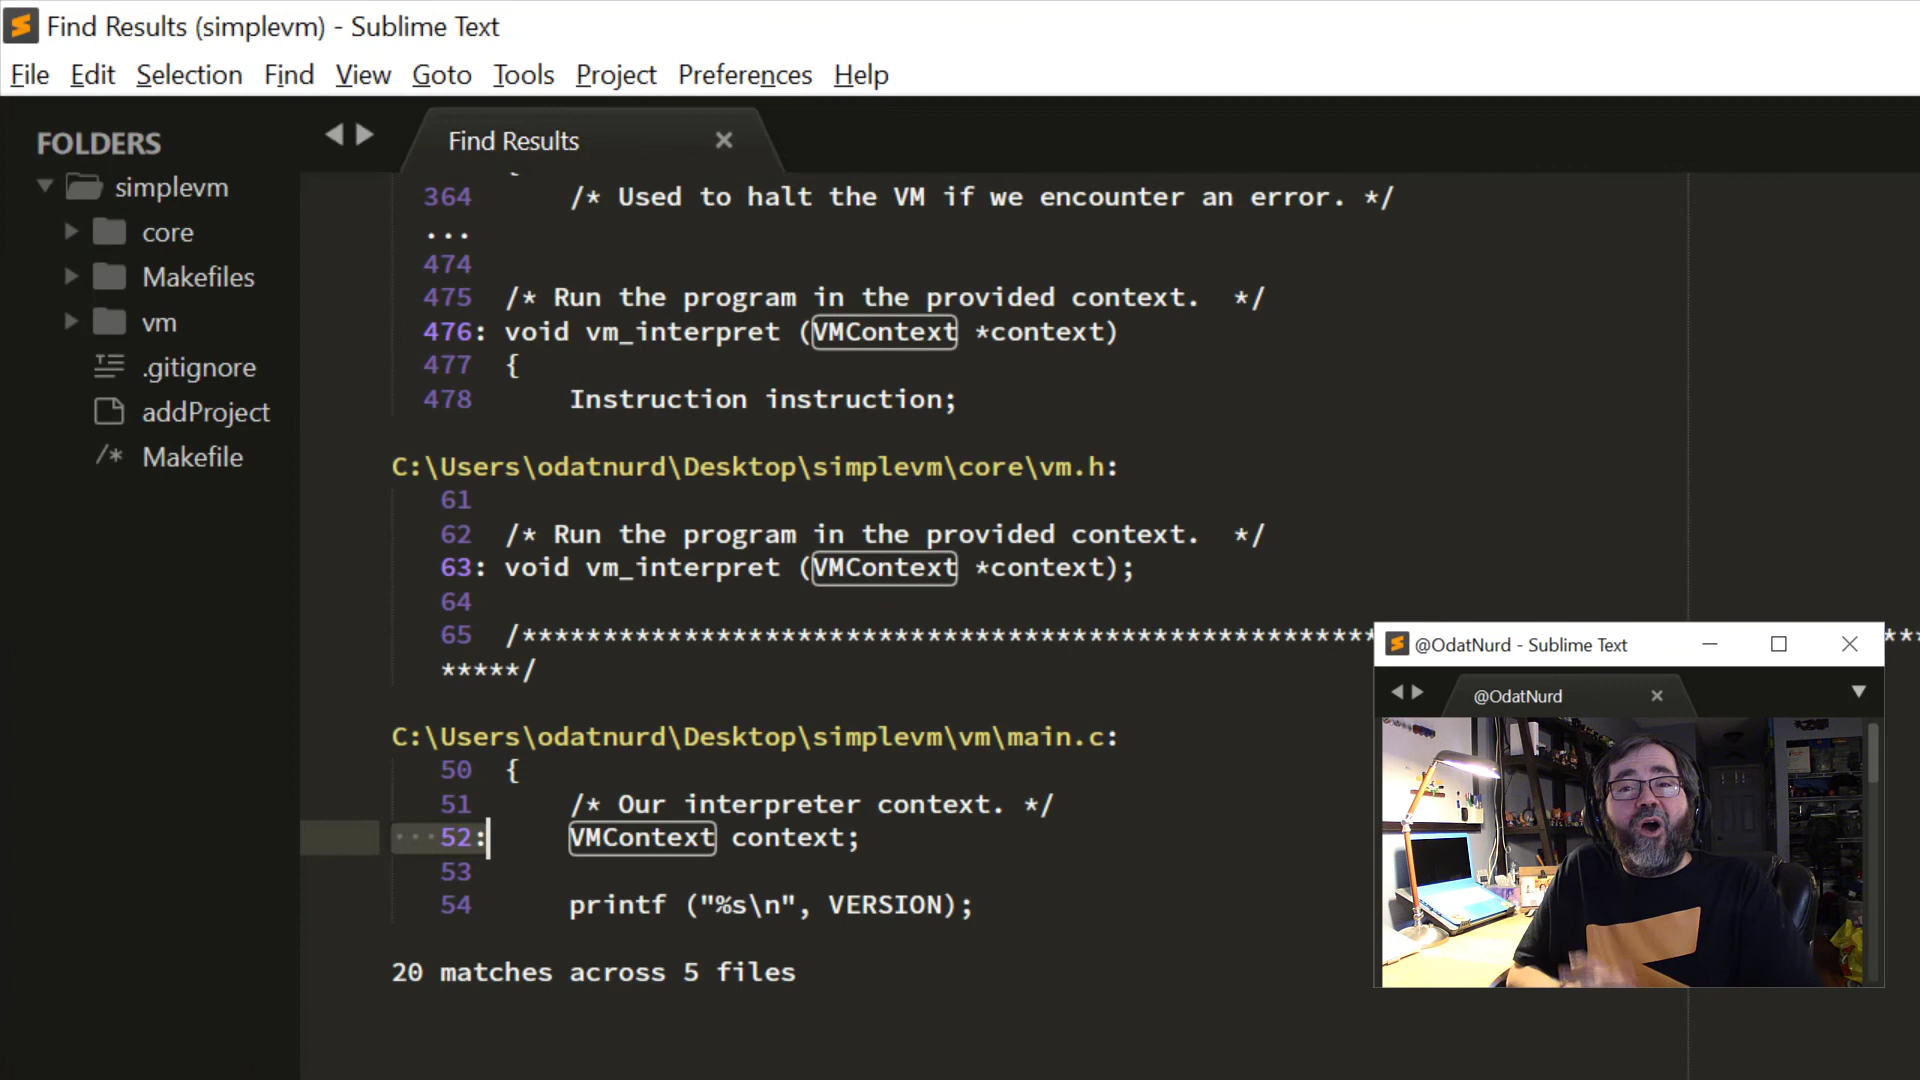 Find Results (simplevm) - Sublime Text
File Edit Selection Find View Goto Tools Project Preferences Help
FOLDERS
simplevm
core
Makefiles
vm
.gitignore
addProject
/* Makefile
Find Results
364 /* Used to halt the VM if we encounter an error. */
...
474
475 /* Run the program in the provided context.  */
476: void vm_interpret (VMContext *context)
477 {
478 Instruction instruction;
C:\Users\odatnurd\Desktop\simplevm\core\vm.h:
61
62 /* Run the program in the provided context.  */
63: void vm_interpret (VMContext *context);
64
*****/
C:\Users\odatnurd\Desktop\simplevm\vm\main.c:
50 {
51 /* Our interpreter context. */
52: VMContext context;
53
54 printf ("%s\n", VERSION);
20 matches across 5 files
@OdatNurd - Sublime Text
@OdatNurd